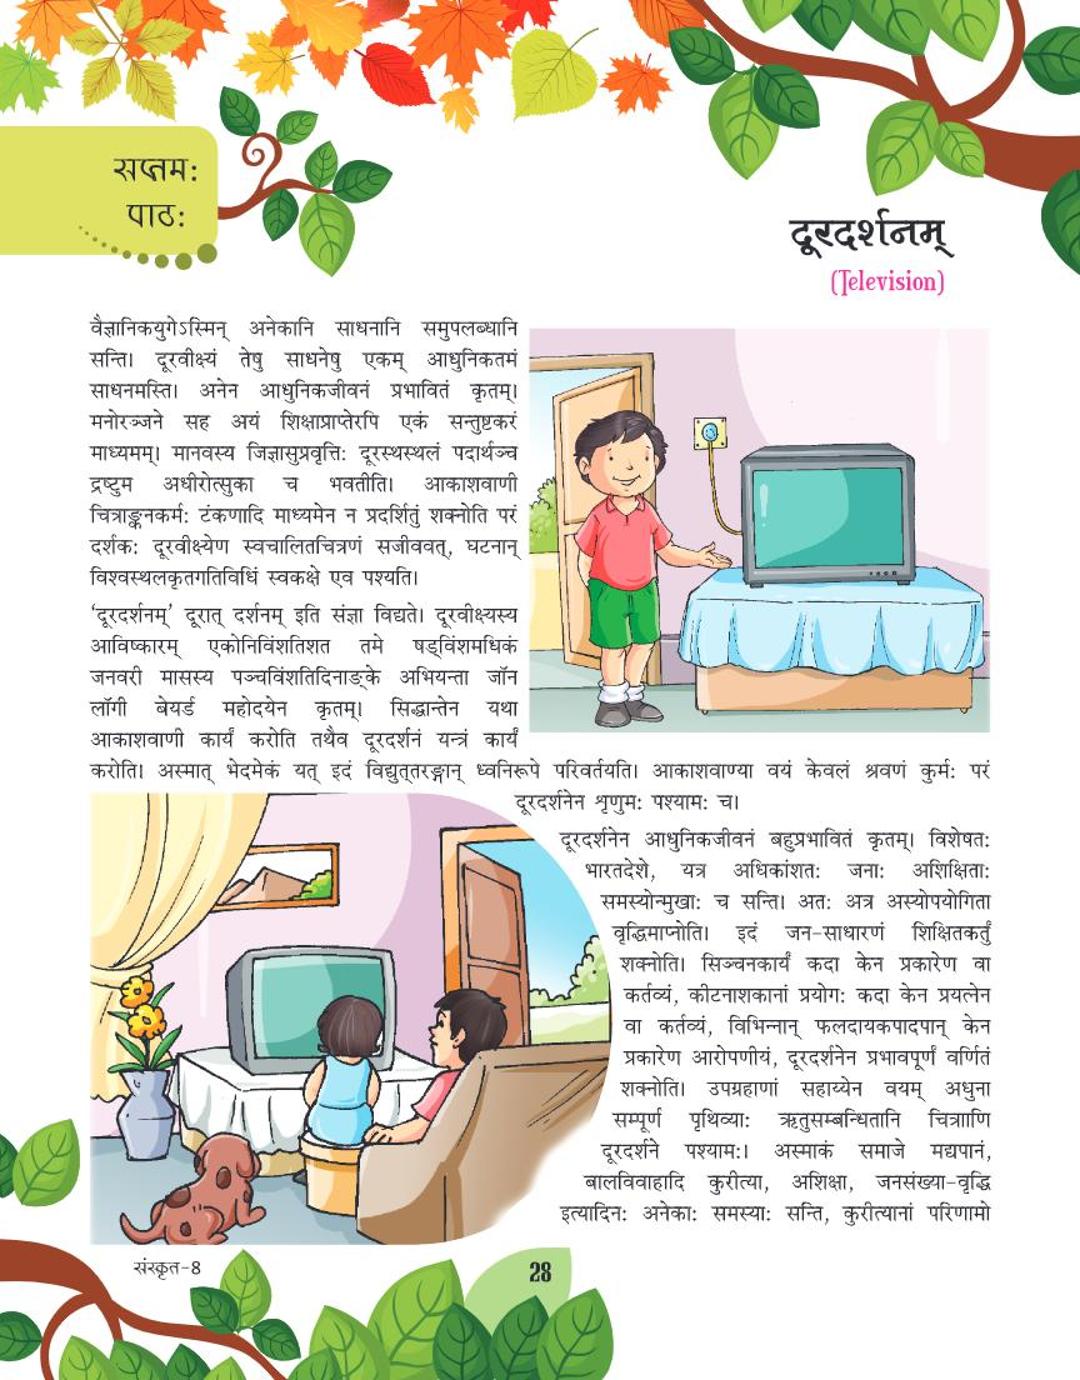 सप्तमः
पाठः
दूरदर्शनम्
(Television)
वैज्ञानिकयुगेऽस्मिन् अनेकानि साधनानि समुपलब्धानि
सन्ति। दूरवीक्ष्यं तेषु साधनेषु एकम् आधुनिकतमं
साधनमस्ति। अनेन आधुनिकजीवनं प्रभावितं कृतम्।
मनोरञ्जने सह अयं शिक्षाप्राप्तेरपि एकं सन्तुष्टकरं
माध्यमम्। मानवस्य जिज्ञासुप्रवृत्तिः दूरस्थस्थलं पदार्थञ्च
द्रष्टुम अधीरोत्सुका च भवतीति। आकाशवाणी
चित्राङ्कनकर्मः टंकणादि माध्यमेन न प्रदर्शितुं शक्नोति परं
दर्शकः दूरवीक्ष्येण स्वचालितचित्रणं सजीववत्, घटनान्
विश्वस्थलकृतगतिविधिं स्वकक्षे एव पश्यति।
‘दूरदर्शनम्’ दूरात् दर्शनम् इति संज्ञा विद्यते। दूरवीक्ष्यस्य
आविष्कारम् एकोनिविंशतिशत तमे षड्विंशमधिकं
जनवरी मासस्य पञ्चविंशतिदिनाङ्के अभियन्ता जॉन
लॉगी बेयर्ड महोदयेन कृतम्। सिद्धान्तेन यथा
आकाशवाणी कार्यं करोति तथैव दूरदर्शनं यन्त्रं कार्यं
करोति। अस्मात् भेदमेकं यत् इदं विद्युत्तरङ्गान् ध्वनिरूपे परिवर्तयति। आकाशवाण्या वयं केवलं श्रवणं कुर्मः परं
दूरदर्शनेन शृणुमः पश्यामः च।
दूरदर्शनेन आधुनिकजीवनं बहुप्रभावितं कृतम्। विशेषतः
भारतदेशे, यत्र अधिकांशतः जनाः अशिक्षिताः
समस्योन्मुखाः च सन्ति। अतः अत्र अस्योपयोगिता
वृद्धिमाप्नोति। इदं जन-साधारणं शिक्षितकर्तुं
शक्नोति। सिञ्चनकार्यं कदा केन प्रकारेण वा
कर्तव्यं, कीटनाशकानां प्रयोगः कदा केन प्रयत्नेन
वा कर्तव्यं, विभिन्नान् फलदायकपादपान् केन
प्रकारेण आरोपणीयं, दूरदर्शनेन प्रभावपूर्णं वर्णितं
शक्नोति। उपग्रहाणां सहाय्येन वयम् अधुना
सम्पूर्ण पृथिव्याः ऋतुसम्बन्धितानि चित्राणि
दूरदर्शने पश्यामः। अस्माकं समाजे मद्यपानं,
बालविवाहादि कुरीत्या, अशिक्षा, जनसंख्या-वृद्धि
इत्यादिनः अनेकाः समस्याः सन्ति, कुरीत्यानां परिणामो
संस्कृत-8
28